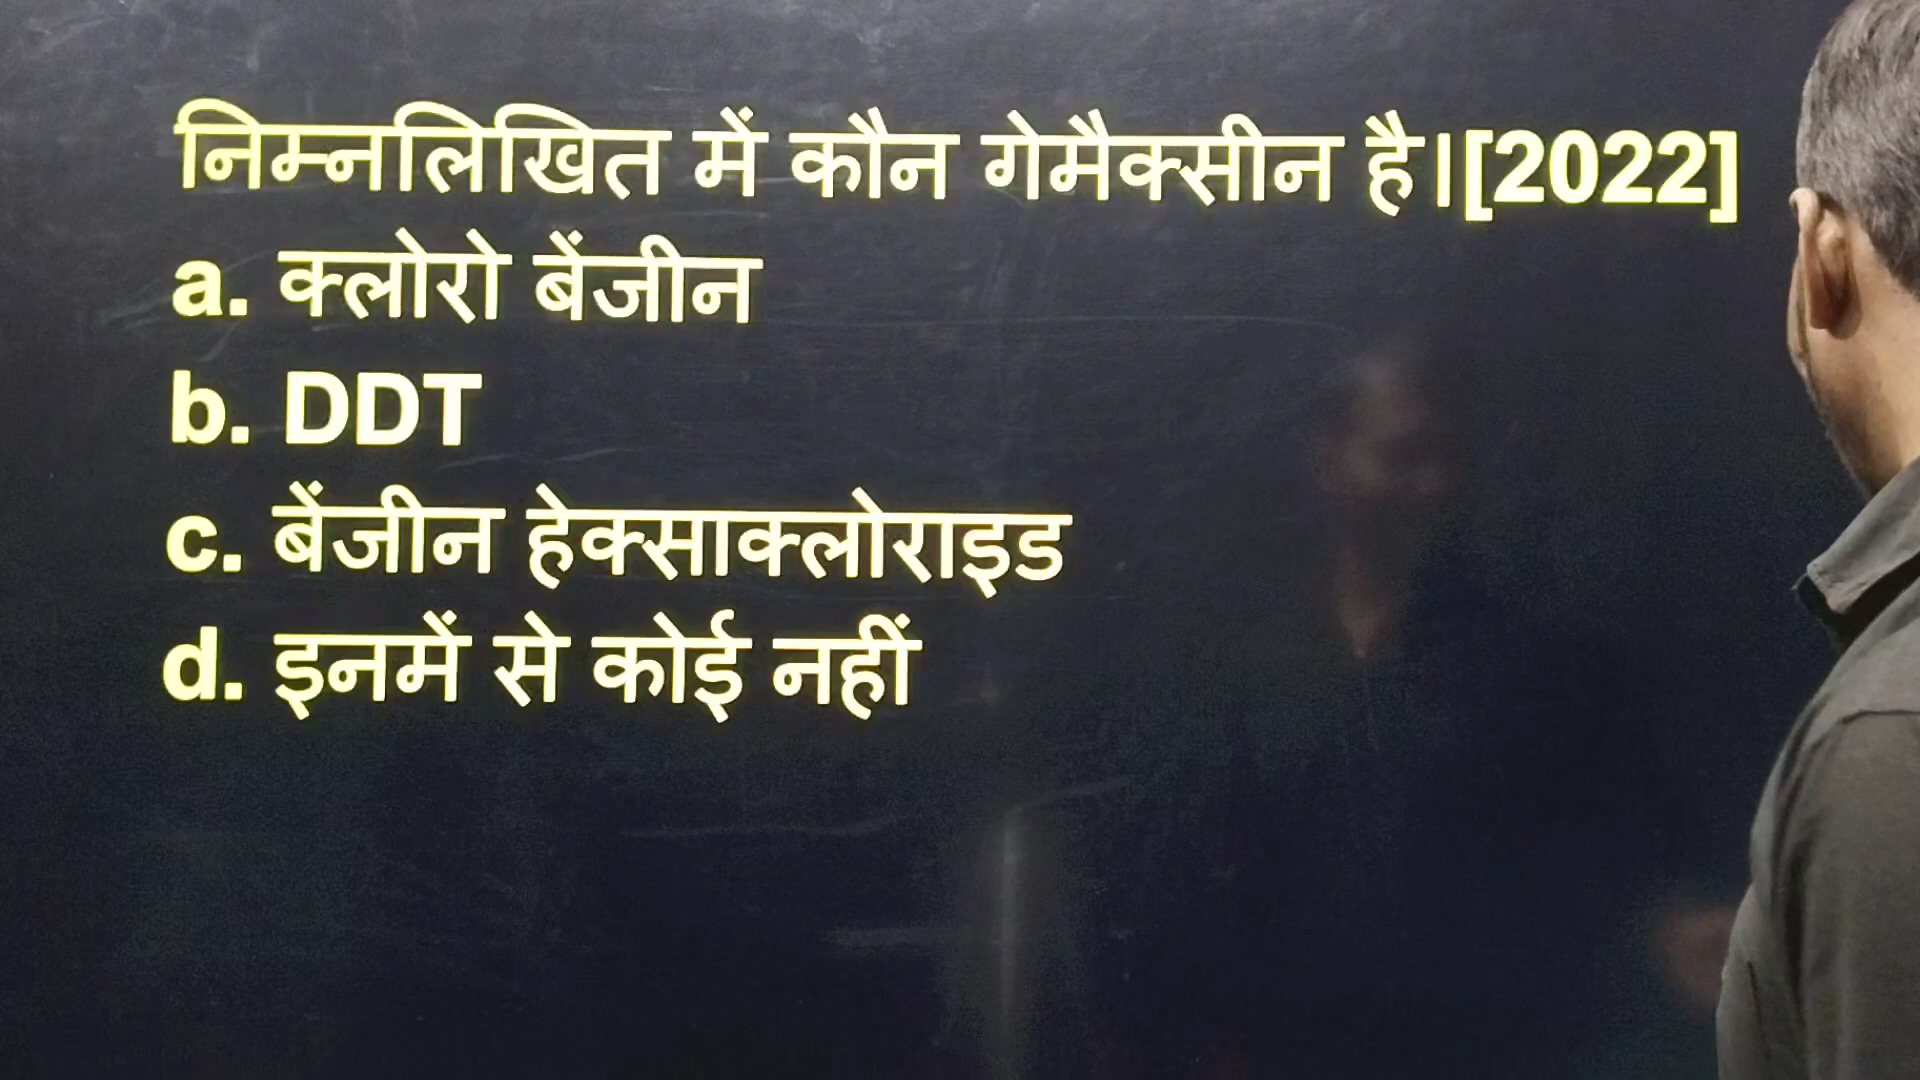 निम्नलिखित में कौन गेमैक्सीन है।[2022]
a. क्लोरो बेंजीन
b. DDT
c. बेंजीन हेक्साक्लोराइड
d. इनमें से कोई नहीं